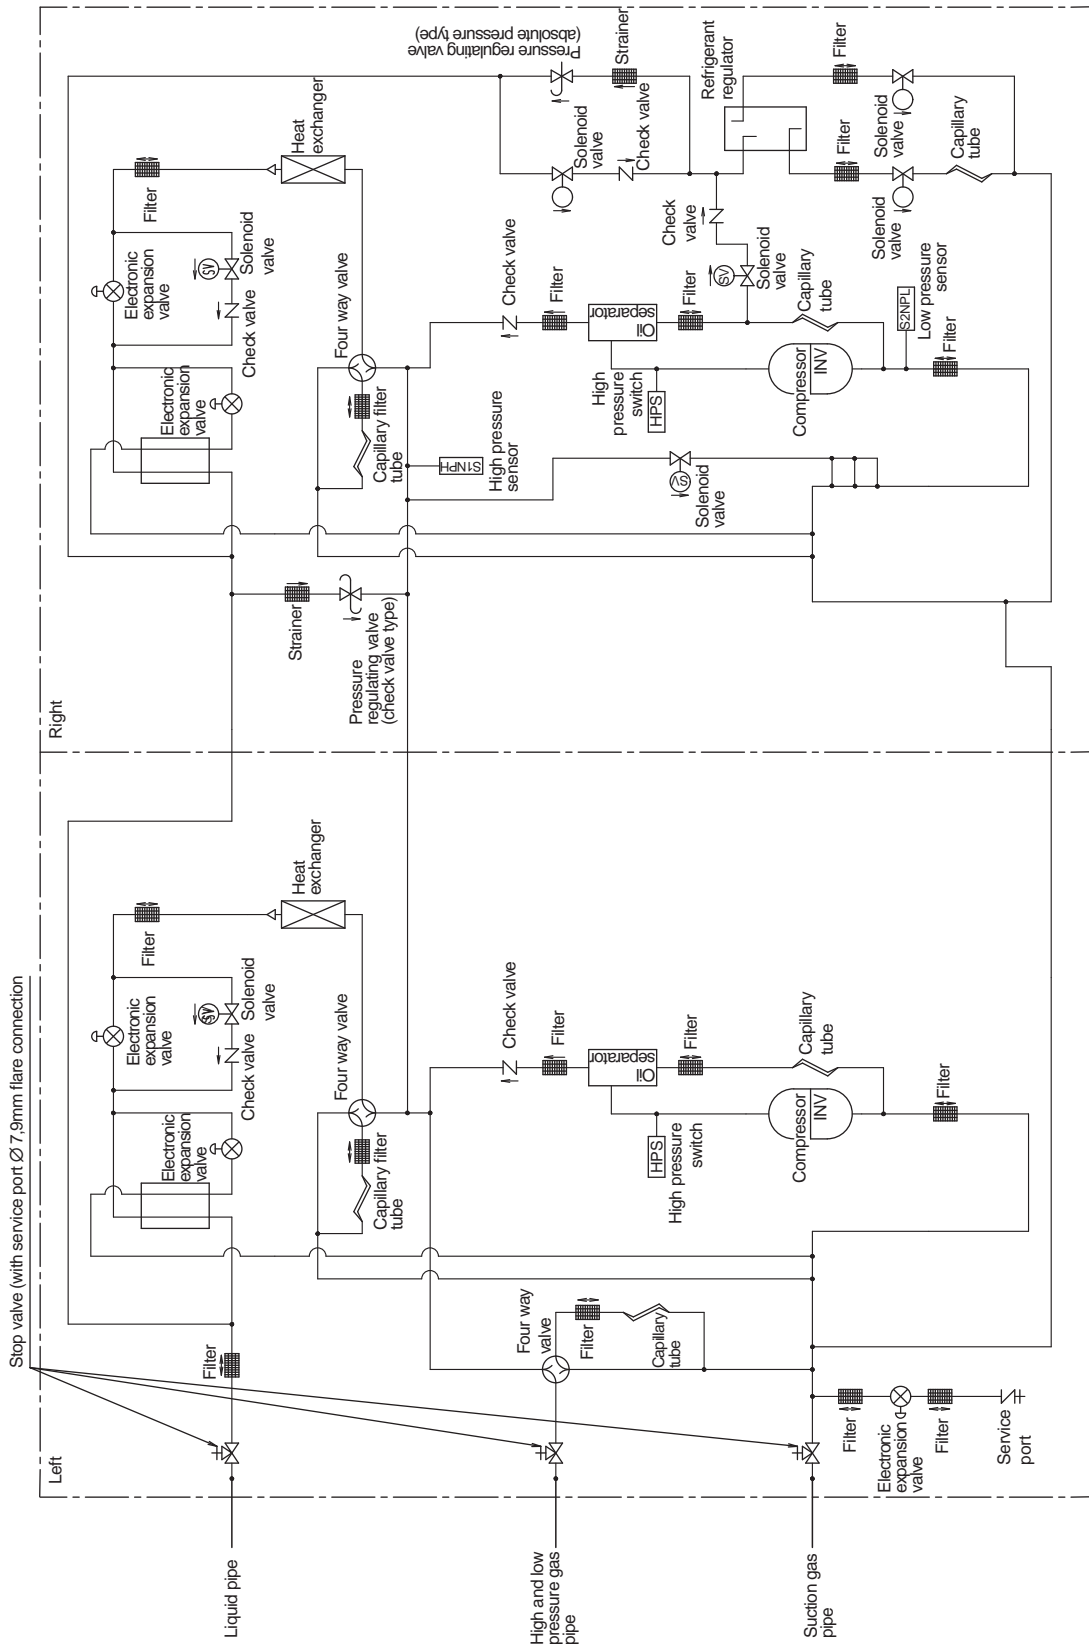 Stop valve (with service port Ø 7,9mm flare connection
Left
Right
Liquid pipe
High and low
pressure gas
pipe
Suction gas
pipe
Filter
Electronic
expansion
valve
Electronic
expansion
valve
SV
Solenoid
valve
Check valve
Filter
Heat
exchanger
Four way valve
Capillary filter
Capillary
tube
Four way
valve
Filter
Capillary
tube
Check valve
Filter
Oil
separator
Filter
Capillary
tube
HPS
High pressure
switch
Compressor
INV
Filter
Filter
Electronic
expansion
valve
Filter
Service
port
Strainer
Pressure
regulating valve
(check valve type)
Electronic
expansion
valve
Electronic
expansion
valve
SV
Solenoid
valve
Check valve
Filter
Heat
exchanger
Four way valve
Capillary filter
Capillary
tube
S1NPH
High pressure
sensor
Check valve
Filter
Oil
separator
Filter
High
pressure
switch
HPS
Compressor
INV
Capillary
tube
S2NPL
Low pressure
sensor
Filter
SV
Solenoid
valve
SV
Solenoid
valve
Check
valve
Pressure regulating valve
(absolute pressure type)
Strainer
Solenoid
valve
Check valve
Refrigerant
regulator
Filter
Solenoid
valve
Filter
Solenoid
valve
Capillary
tube